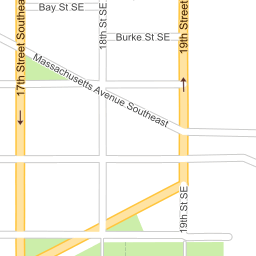 Bay St SE
17th Street Southeast
18th St SE
19th Street
Burke St SE
Massachusetts Avenue Southeast
19th St SE